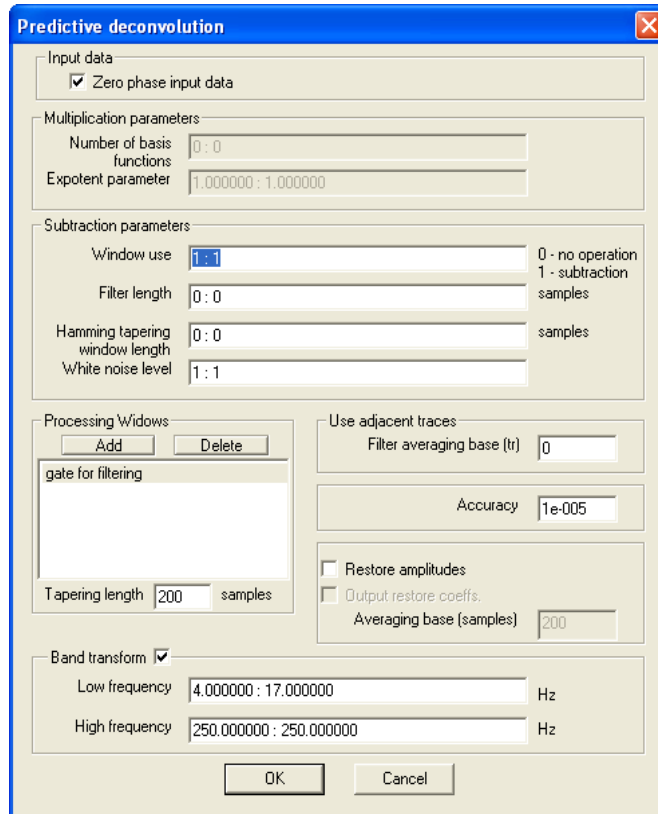 Predictive deconvolution
Input data
Zero phase input data
Multiplication parameters
Number of basis
functions
0 : 0
Expotent parameter
1.000000 : 1.000000
Subtraction parameters
Window use
1 : 1
0 - no operation
1 - subtraction
Filter length
0 : 0
samples
Hamming tapering
window length
0 : 0
samples
White noise level
1 : 1
Processing Widows
Add
Delete
gate for filtering
Tapering length
200
samples
Use adjacent traces
Filter averaging base (tr)
0
Accuracy
1e-005
Restore amplitudes
Output restore coeffs.
Averaging base (samples)
200
Band transform
Low frequency
4.000000 : 17.000000
Hz
High frequency
250.000000 : 250.000000
Hz
OK
Cancel